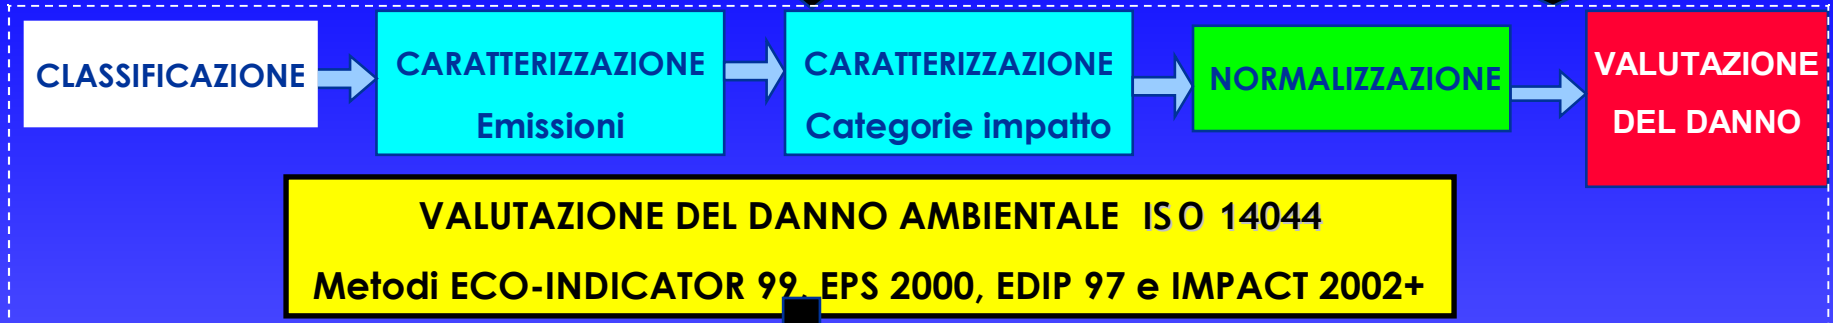 CLASSIFICAZIONE
CARATTERIZZAZIONE
Emissioni
CARATTERIZZAZIONE
Categorie impatto
NORMALIZZAZIONE
VALUTAZIONE
DEL DANNO
VALUTAZIONE DEL DANNO AMBIENTALE ISO 14044
Metodi ECO-INDICATOR 99, EPS 2000, EDIP 97 e IMPACT 2002+